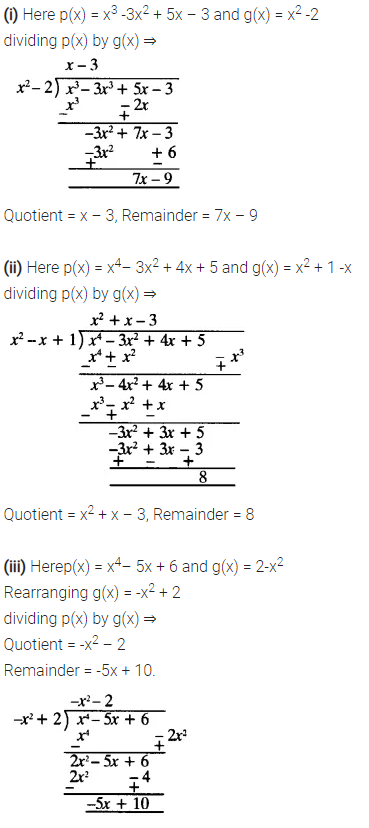 (i) Here p(x) = x³ -3x² + 5x – 3 and g(x) = x² -2
dividing p(x) by g(x) ⇒
x – 3
x² – 2) x³ – 3x³ + 5x – 3
x³ – 2x
– +
–3x² + 7x – 3
–3x² + 6
+ –
7x – 9
Quotient = x – 3, Remainder = 7x – 9
(ii) Here p(x) = x⁴– 3x² + 4x + 5 and g(x) = x² + 1 -x
dividing p(x) by g(x) ⇒
x² + x – 3
x² – x + 1) x⁴ – 3x² + 4x + 5
x⁴ + x² – x³
– – +
x³ – 4x² + 4x + 5
x³ – x² + x
– + –
–3x² + 3x + 5
–3x² + 3x – 3
+ – +
8
Quotient = x² + x – 3, Remainder = 8
(iii) Herep(x) = x⁴– 5x + 6 and g(x) = 2-x²
Rearranging g(x) = -x² + 2
dividing p(x) by g(x) ⇒
Quotient = -x² – 2
Remainder = -5x + 10.
–x² – 2
–x² + 2) x⁴ – 5x + 6
x⁴ – 2x²
– +
2x² – 5x + 6
2x² – 4
– +
–5x + 10